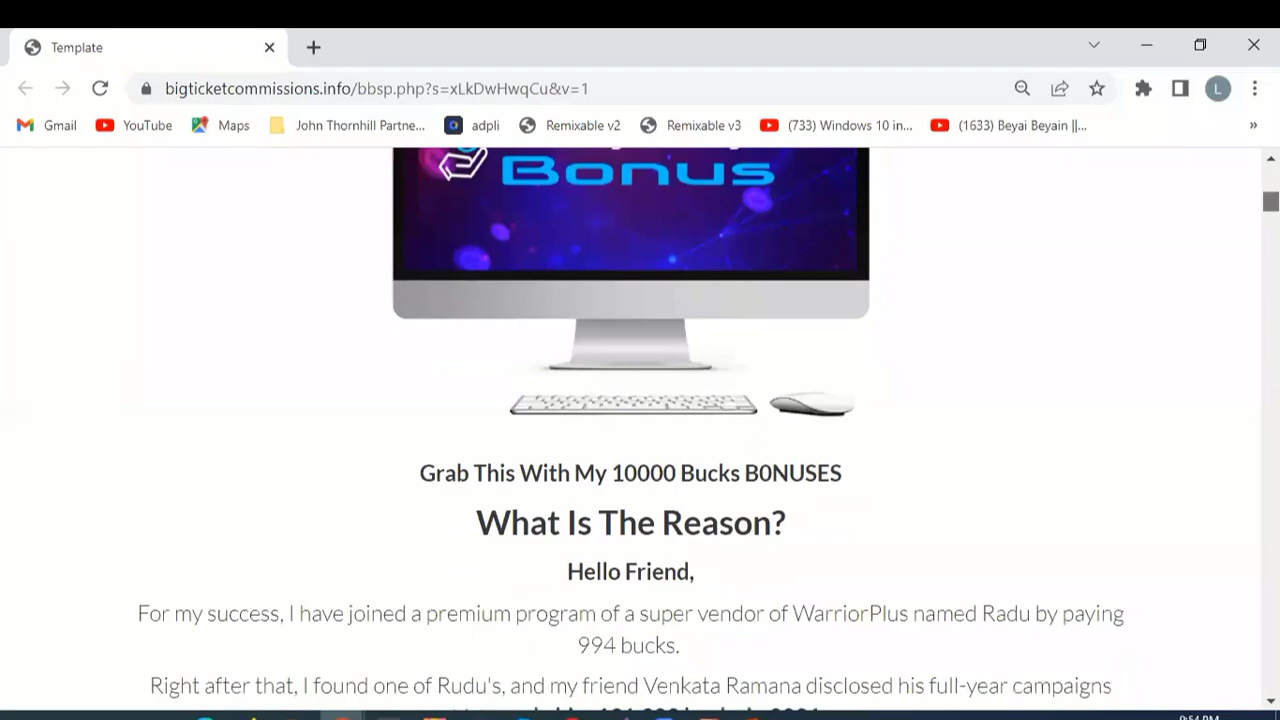 Template
bigticketcommissions.info/bbsp.php?s=xLkDwHwqCu&v=1
L
Gmail YouTube Maps John Thornhill Partne... adpli Remixable v2 Remixable v3 (733) Windows 10 in... (1633) Beyai Beyain ||... »
Bonus
Grab This With My 10000 Bucks B0NUSES
What Is The Reason?
Hello Friend,
For my success, I have joined a premium program of a super vendor of WarriorPlus named Radu by paying
994 bucks.
Right after that, I found one of Rudu's, and my friend Venkata Ramana disclosed his full-year campaigns
9:54 PM